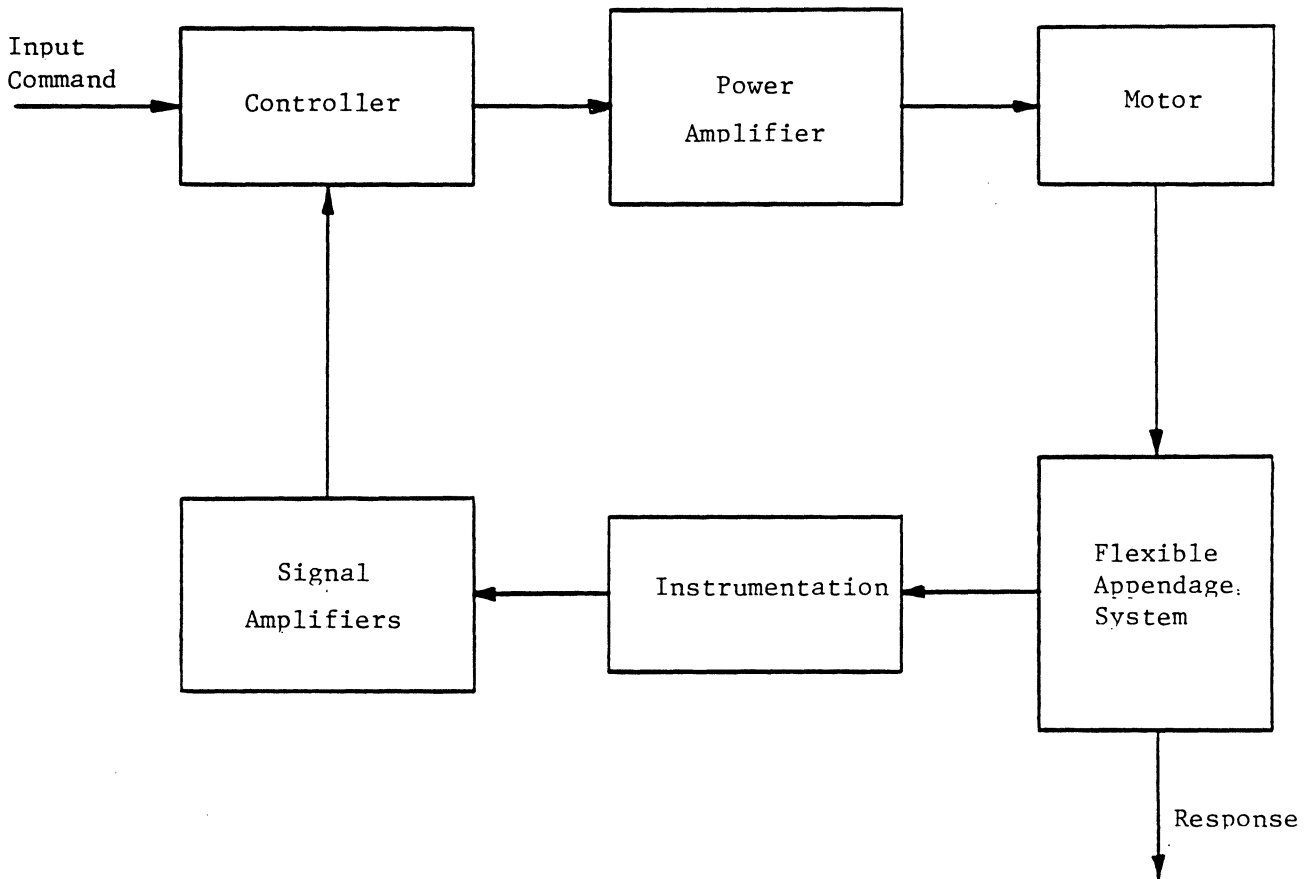 Input
Command
Controller
Power
Amplifier
Motor
Signal
Amplifiers
Instrumentation
Flexible
Appendage
System
Response